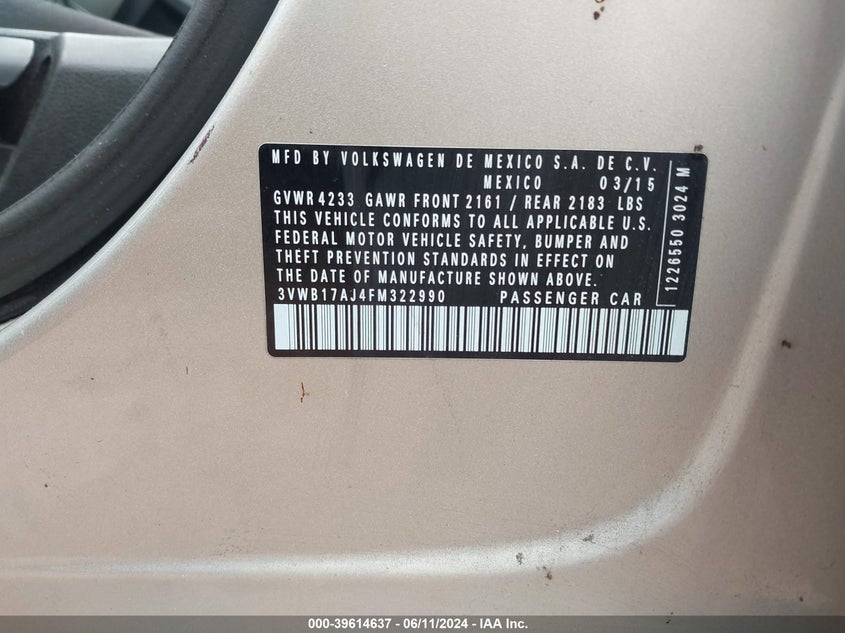 MFD BY VOLKSWAGEN DE MEXICO S.A. DE C.V.
MEXICO 03/15
GVWR 4233 GAWR FRONT 2161 / REAR 2183 LBS
THIS VEHICLE CONFORMS TO ALL APPLICABLE U.S.
FEDERAL MOTOR VEHICLE SAFETY, BUMPER AND
THEFT PREVENTION STANDARDS IN EFFECT ON
THE DATE OF MANUFACTURE SHOWN ABOVE.
3VWB17AJ4FM322990 PASSENGER CAR
1226550 3024 M
000-39614637 - 06/11/2024 - IAA Inc.